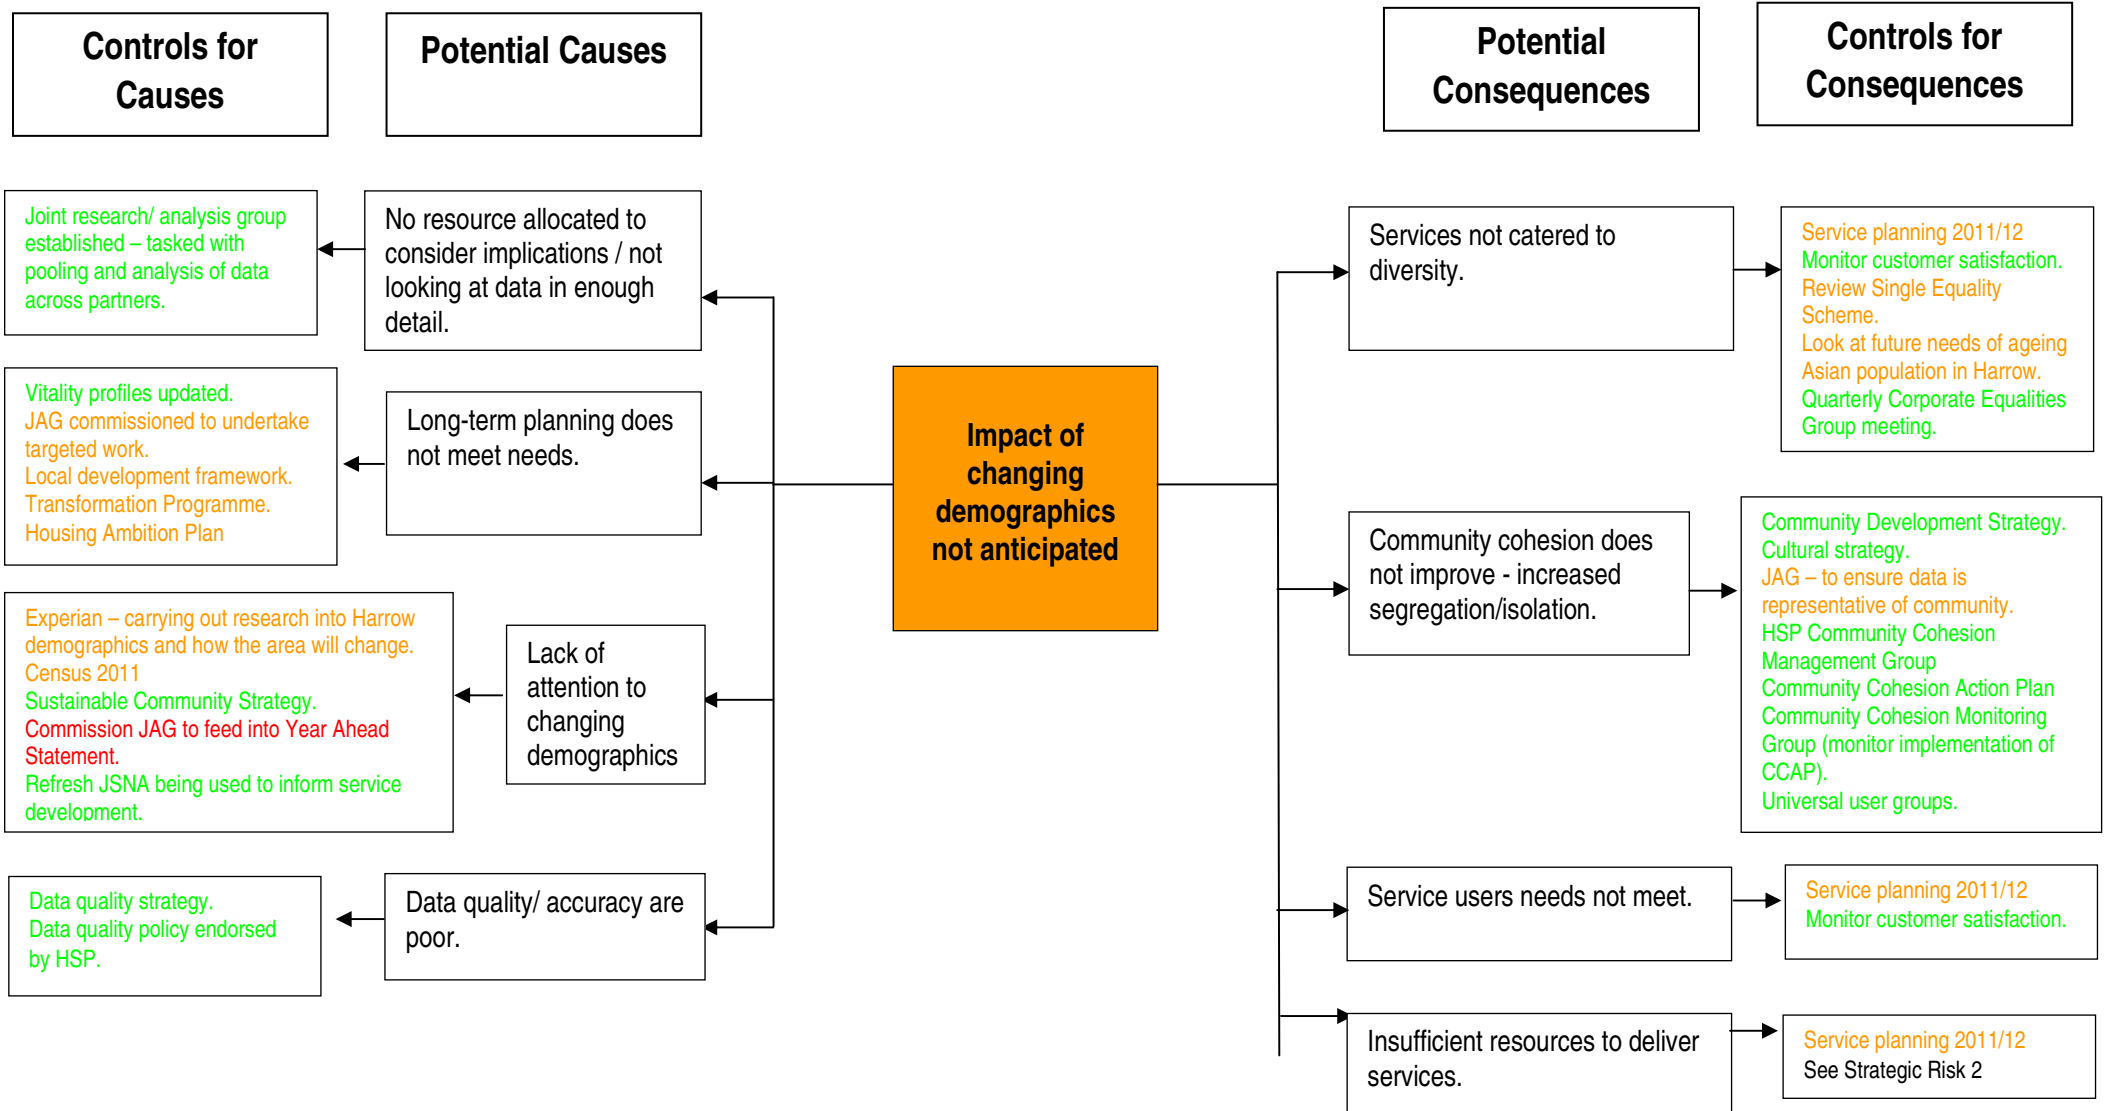 Controls for
Causes
Potential Causes
Potential
Consequences
Controls for
Consequences
Joint research/ analysis group
established – tasked with
pooling and analysis of data
across partners.
No resource allocated to
consider implications / not
looking at data in enough
detail.
Vitality profiles updated.
JAG commissioned to undertake
targeted work.
Local development framework.
Transformation Programme.
Housing Ambition Plan
Long-term planning does
not meet needs.
Experian – carrying out research into Harrow
demographics and how the area will change.
Census 2011
Sustainable Community Strategy.
Commission JAG to feed into Year Ahead
Statement.
Refresh JSNA being used to inform service
development.
Lack of
attention to
changing
demographics
Data quality strategy.
Data quality policy endorsed
by HSP.
Data quality/ accuracy are
poor.
Impact of
changing
demographics
not anticipated
Services not catered to
diversity.
Service planning 2011/12
Monitor customer satisfaction.
Review Single Equality
Scheme.
Look at future needs of ageing
Asian population in Harrow.
Quarterly Corporate Equalities
Group meeting.
Community cohesion does
not improve - increased
segregation/isolation.
Community Development Strategy.
Cultural strategy.
JAG – to ensure data is
representative of community.
HSP Community Cohesion
Management Group
Community Cohesion Action Plan
Community Cohesion Monitoring
Group (monitor implementation of
CCAP).
Universal user groups.
Service users needs not meet.
Service planning 2011/12
Monitor customer satisfaction.
Insufficient resources to deliver
services.
Service planning 2011/12
See Strategic Risk 2